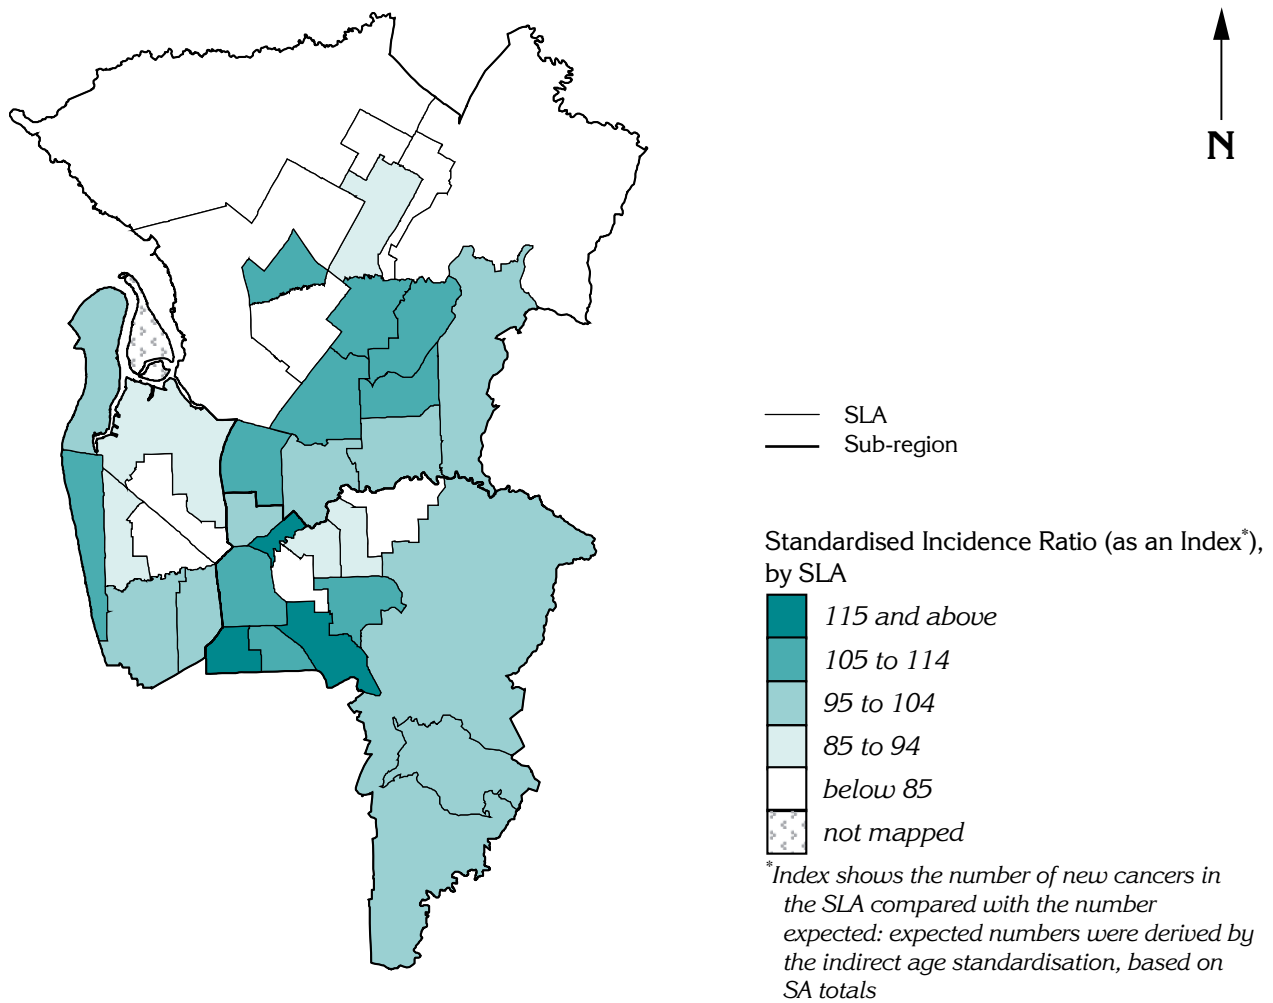 N
SLA
Sub-region
Standardised Incidence Ratio (as an Index*),
by SLA
115 and above
105 to 114
95 to 104
85 to 94
below 85
not mapped
*Index shows the number of new cancers in
the SLA compared with the number
expected: expected numbers were derived by
the indirect age standardisation, based on
SA totals